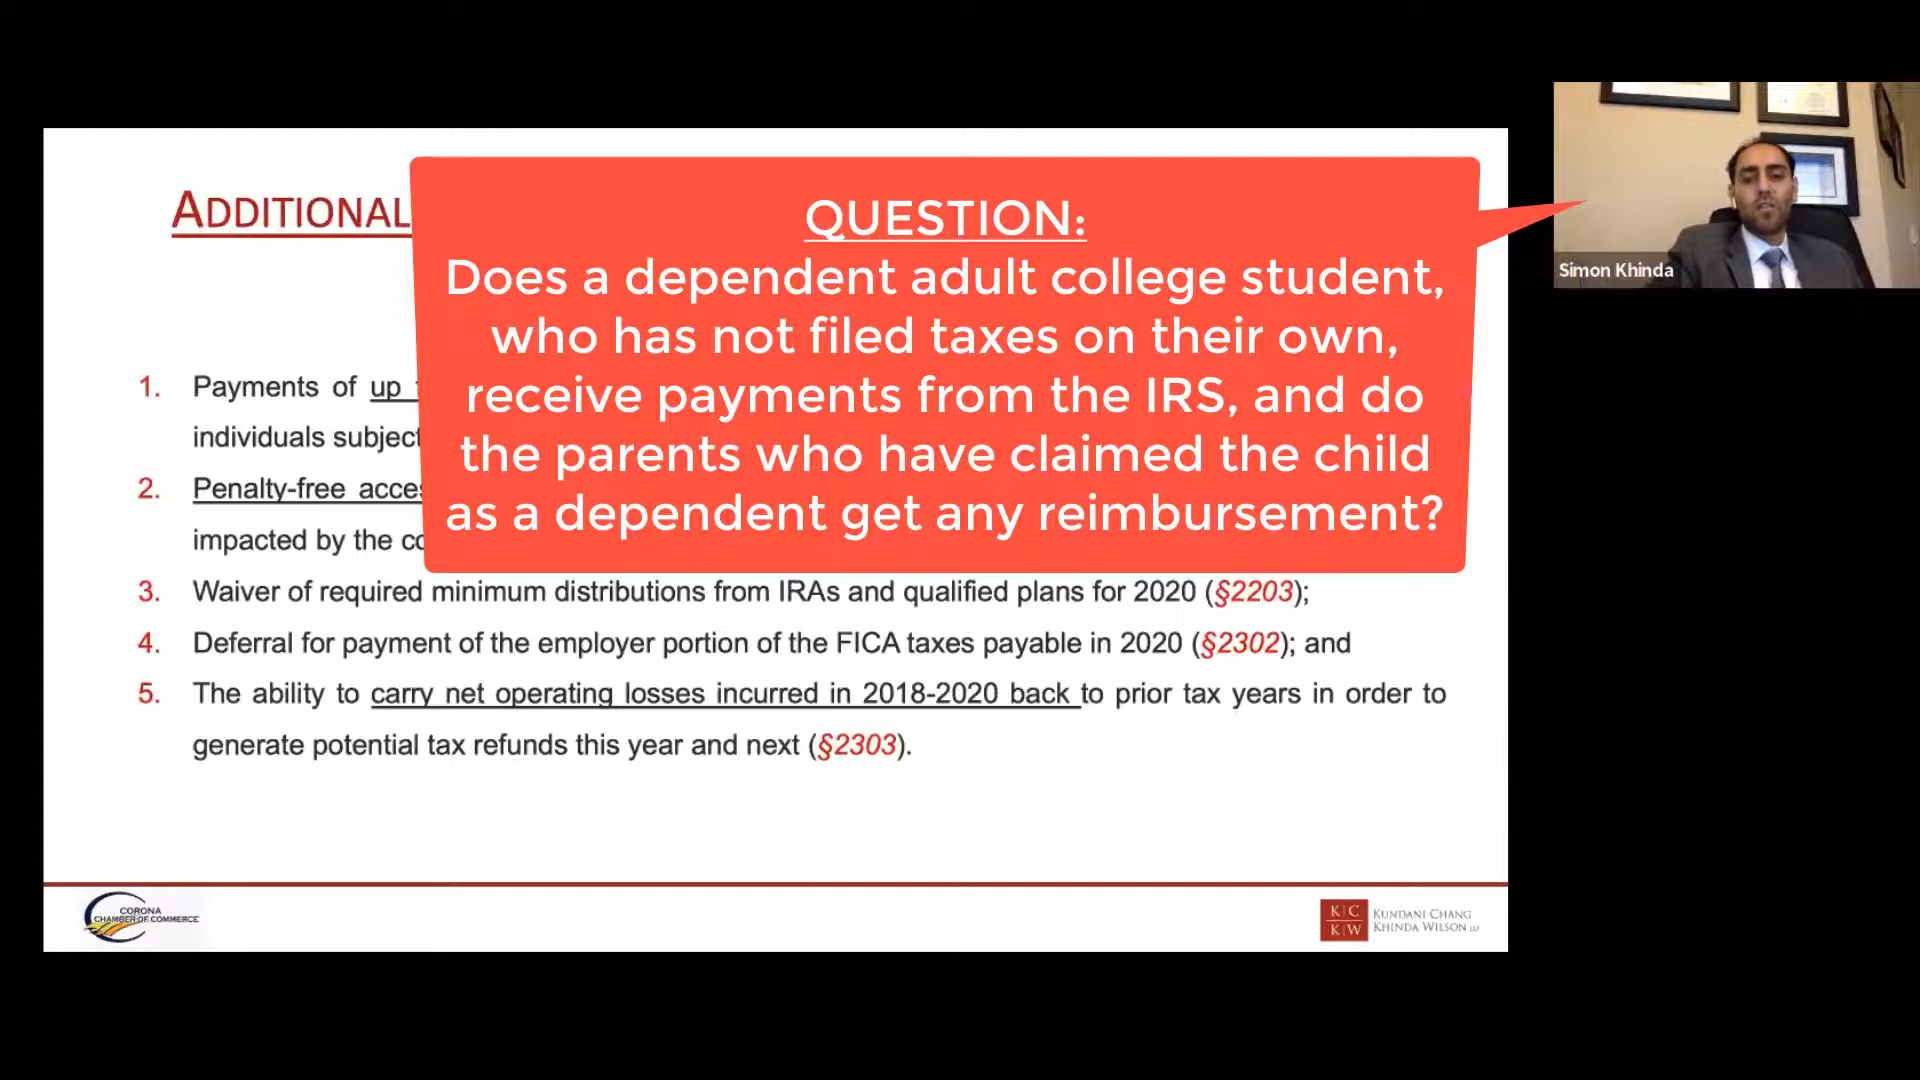 ADDITIONAL
QUESTION:
Does a dependent adult college student,
who has not filed taxes on their own,
receive payments from the IRS, and do
the parents who have claimed the child
as a dependent get any reimbursement?
Simon Khinda
1. Payments of up
individuals subject
2. Penalty-free
impacted by the
3. Waiver of required minimum distributions from IRAs and qualified plans for 2020 (§2203);
4. Deferral for payment of the employer portion of the FICA taxes payable in 2020 (§2302); and
5. The ability to carry net operating losses incurred in 2018-2020 back to prior tax years in order to
generate potential tax refunds this year and next (§2303).
CORONA
CHAMBER OF COMMERCE
K|C
K|W
KUNDANI CHANG
KHINDA WILSON LLP